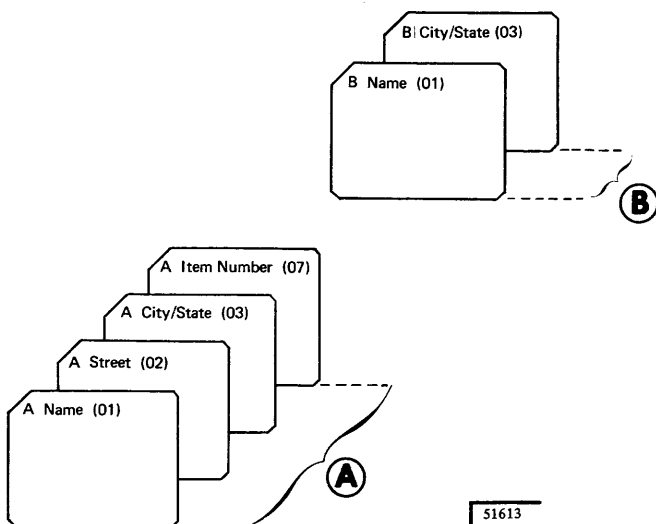 B City/State (03)
B Name (01)
B
A Item Number (07)
A City/State (03)
A Street (02)
A Name (01)
A
51613